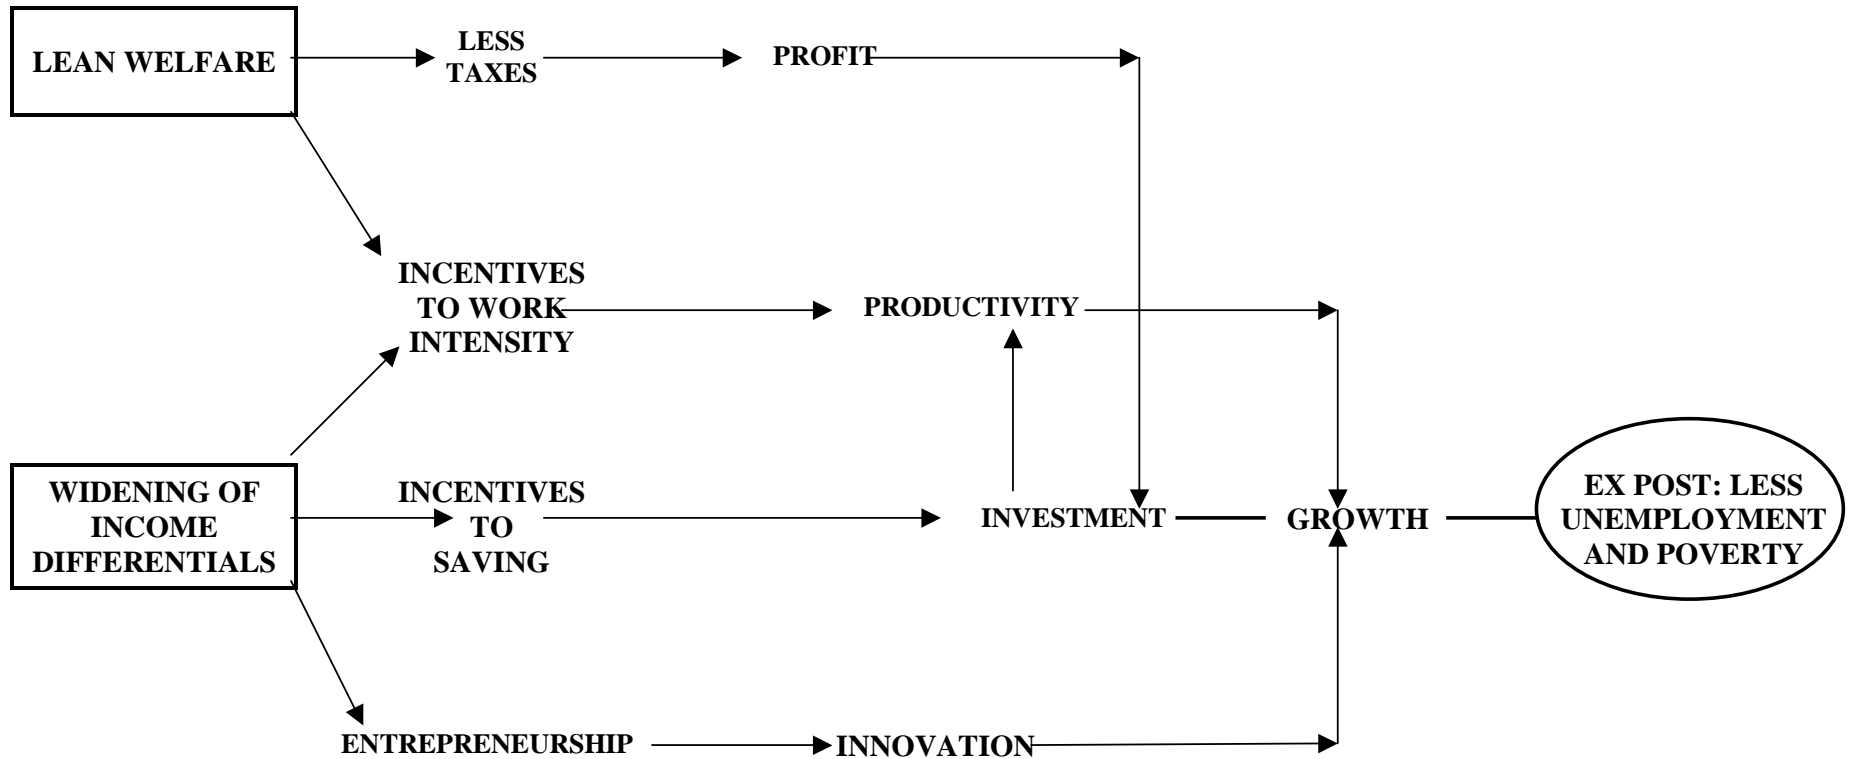 LEAN WELFARE
LESS
TAXES
PROFIT
INCENTIVES
TO WORK
INTENSITY
PRODUCTIVITY
WIDENING OF
INCOME
DIFFERENTIALS
INCENTIVES
TO
SAVING
INVESTMENT
GROWTH
EX POST: LESS
UNEMPLOYMENT
AND POVERTY
ENTREPRENEURSHIP
INNOVATION